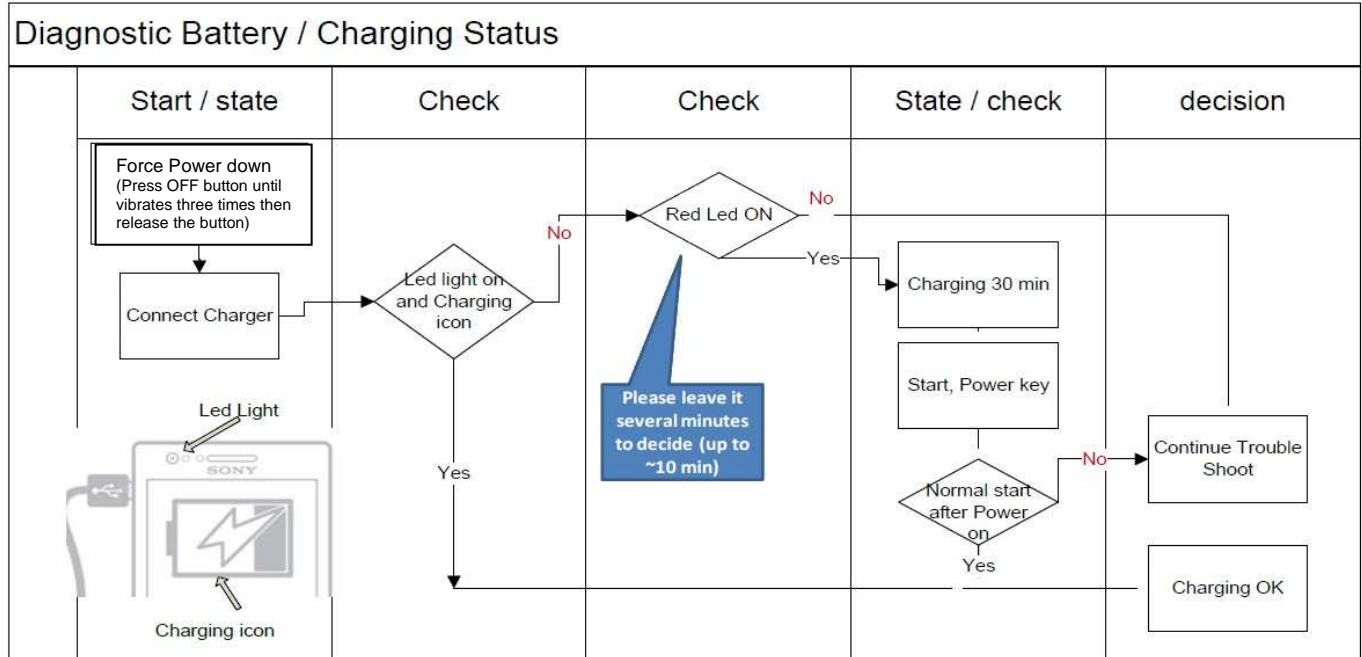 Diagnostic Battery / Charging Status
Start / state
Check
Check
State / check
decision
Force Power down
(Press OFF button until
vibrates three times then
release the button)
Connect Charger
Led light on
and Charging
icon
No
Yes
Red Led ON
No
Yes
Please leave it
several minutes
to decide (up to
~10 min)
Charging 30 min
Start, Power key
Normal start
after Power
on
No
Yes
Continue Trouble
Shoot
Charging OK
Led Light
SONY
Charging icon